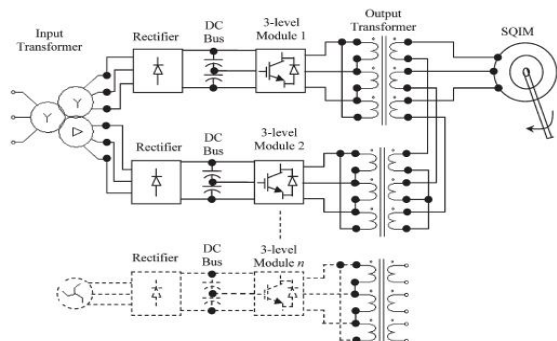 Input
Transformer
Rectifier
DC
Bus
3-level
Module 1
Output
Transformer
SQIM
Y
Y
Rectifier
DC
Bus
3-level
Module 2
Rectifier
DC
Bus
3-level
Module n